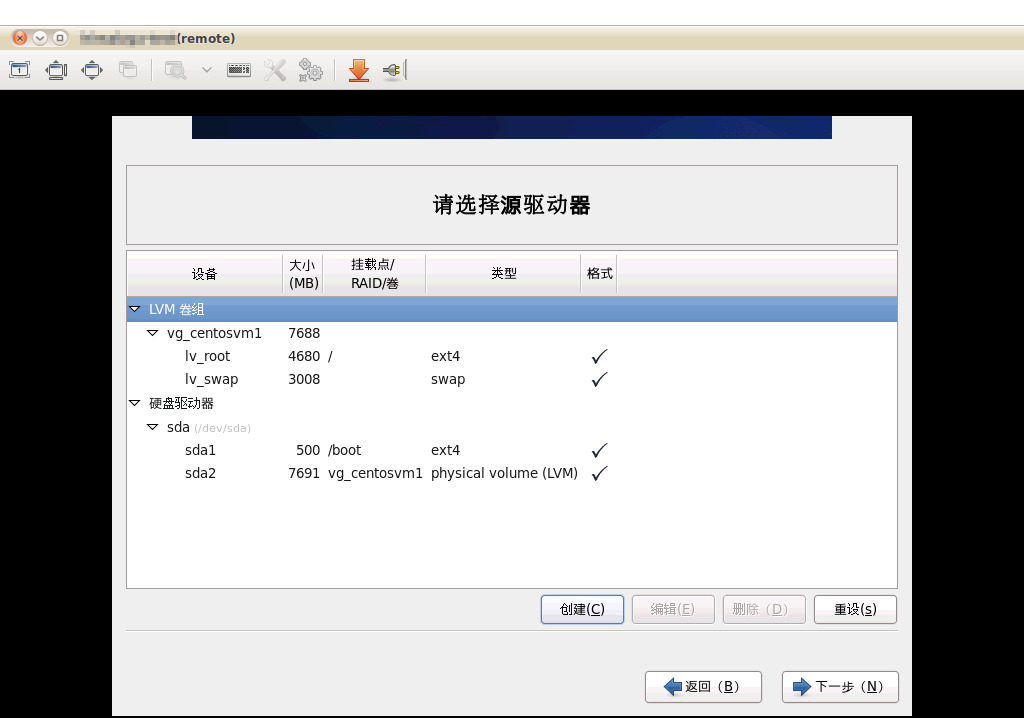 (remote)
请选择源驱动器
设备 大小 (MB) 挂载点/ RAID/卷 类型 格式
LVM 卷组
vg_centosvm1 7688
lv_root 4680 / ext4
lv_swap 3008 swap
硬盘驱动器
sda (/dev/sda)
sda1 500 /boot ext4
sda2 7691 vg_centosvm1 physical volume (LVM)
创建(C) 编辑(E) 删除（D） 重设(s)
返回（B） 下一步（N）